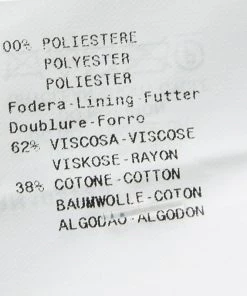 00% POLIESTERE
POLYESTER
POLIESTER
Fodera-Lining-Futter
Doublure-Forro
62% VISCOSA-VISCOSE
VISKOSE-RAYON
38% COTONE-COTTON
BAUMWOLLE-COTON
ALGODAO-ALGODON